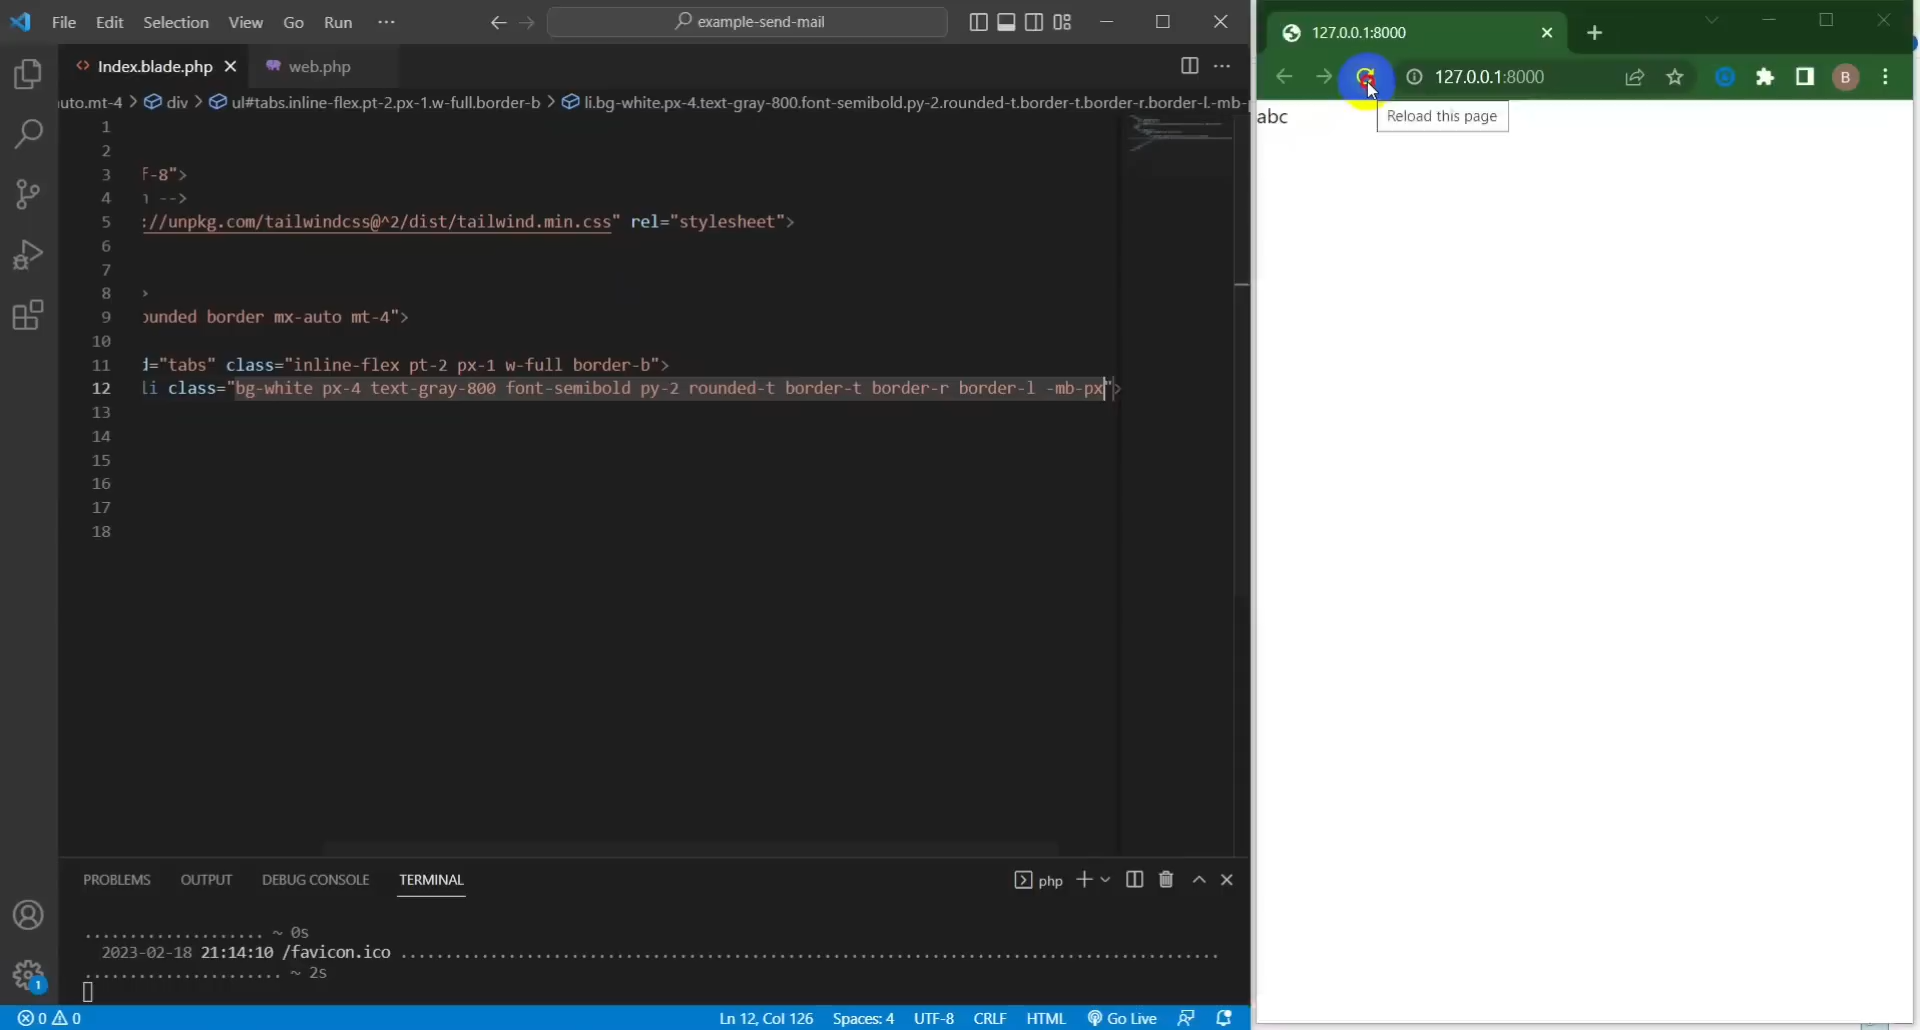 File Edit Selection View Go Run ··· example-send-mail
Index.blade.php web.php
uto.mt-4 > div > ul#tabs.inline-flex.pt-2.px-1.w-full.border-b > li.bg-white.px-4.text-gray-800.font-semibold.py-2.rounded-t.border-t.border-r.border-l.-mb-
1
2
3 F-8">
4 -->
5 ://unpkg.com/tailwindcss@^2/dist/tailwind.min.css" rel="stylesheet">
6
7
8 >
9 ounded border mx-auto mt-4">
10
11 d="tabs" class="inline-flex pt-2 px-1 w-full border-b">
12 li class="bg-white px-4 text-gray-800 font-semibold py-2 rounded-t border-t border-r border-l -mb-px">
13
14
15
16
17
18
PROBLEMS OUTPUT DEBUG CONSOLE TERMINAL php
.................... ~ 0s
2023-02-18 21:14:10 /favicon.ico ....................................................................................
...................... ~ 2s
1
0 0 Ln 12, Col 126 Spaces: 4 UTF-8 CRLF HTML Go Live
127.0.0.1:8000
127.0.0.1:8000 B
abc
Reload this page